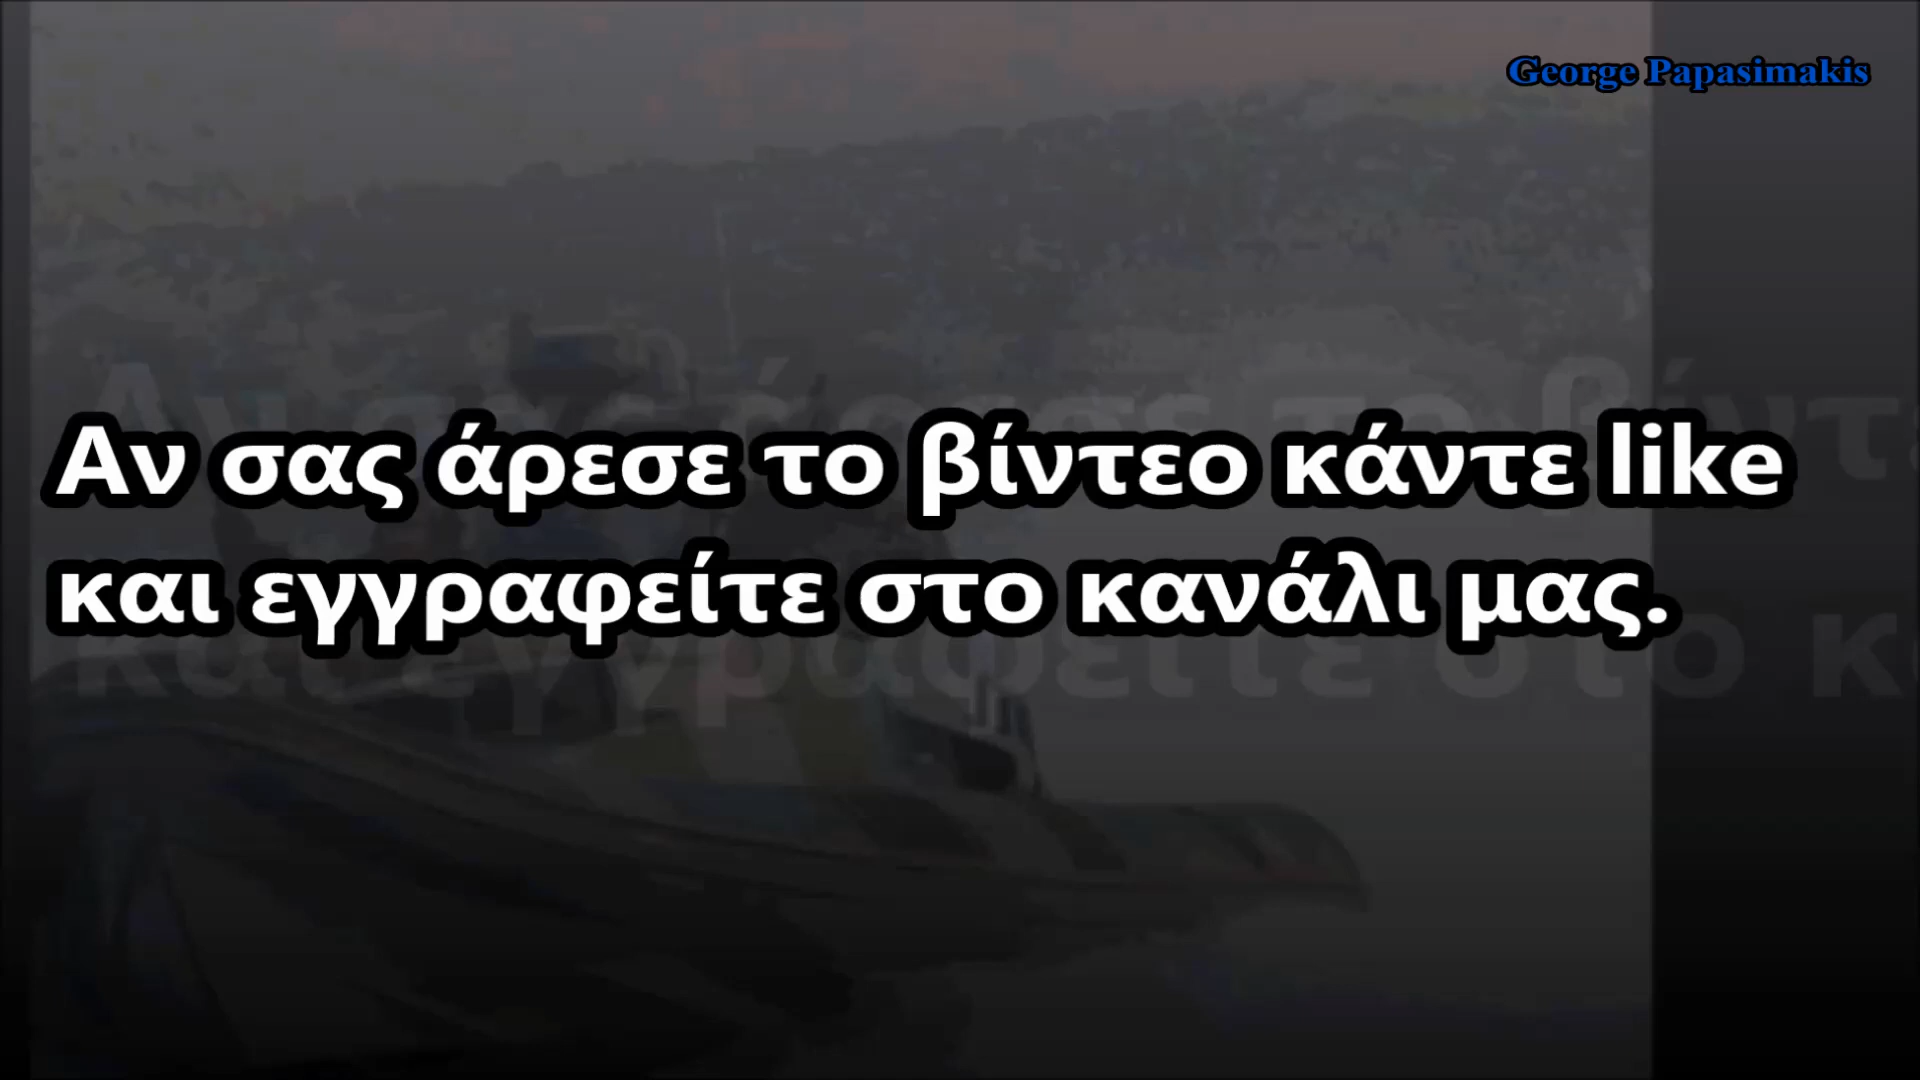 George Papasimakis
Αν σας άρεσε το βίντεο κάντε like
και εγγραφείτε στο κανάλι μας.